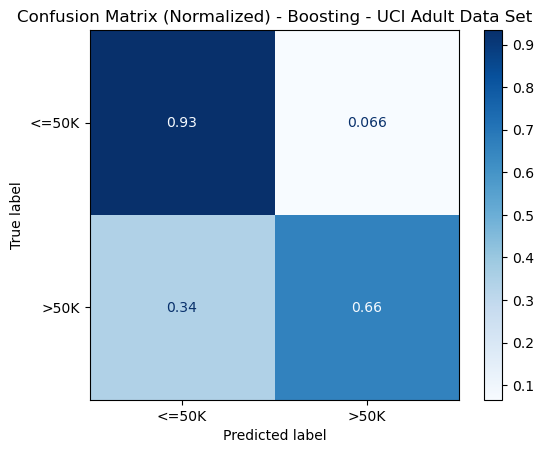 Confusion Matrix (Normalized) - Boosting - UCI Adult Data Set
True label
<=50K
0.93
0.066
>50K
0.34
0.66
<=50K
>50K
Predicted label
0.9
0.8
0.7
0.6
0.5
0.4
0.3
0.2
0.1